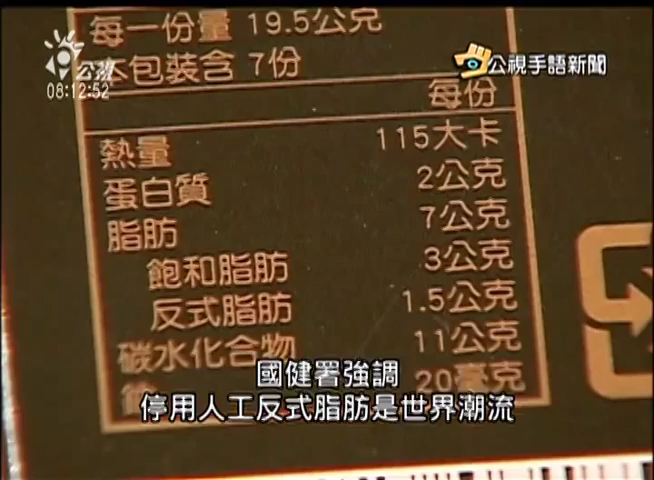 每一份量 19.5公克
公視
公視手語新聞
本包裝含 7份
08:12:52
每份
熱量 115大卡
蛋白質 2公克
脂肪 7公克
飽和脂肪 3公克
反式脂肪 1.5公克
碳水化合物 11公克
20毫克
國健署強調
停用人工反式脂肪是世界潮流